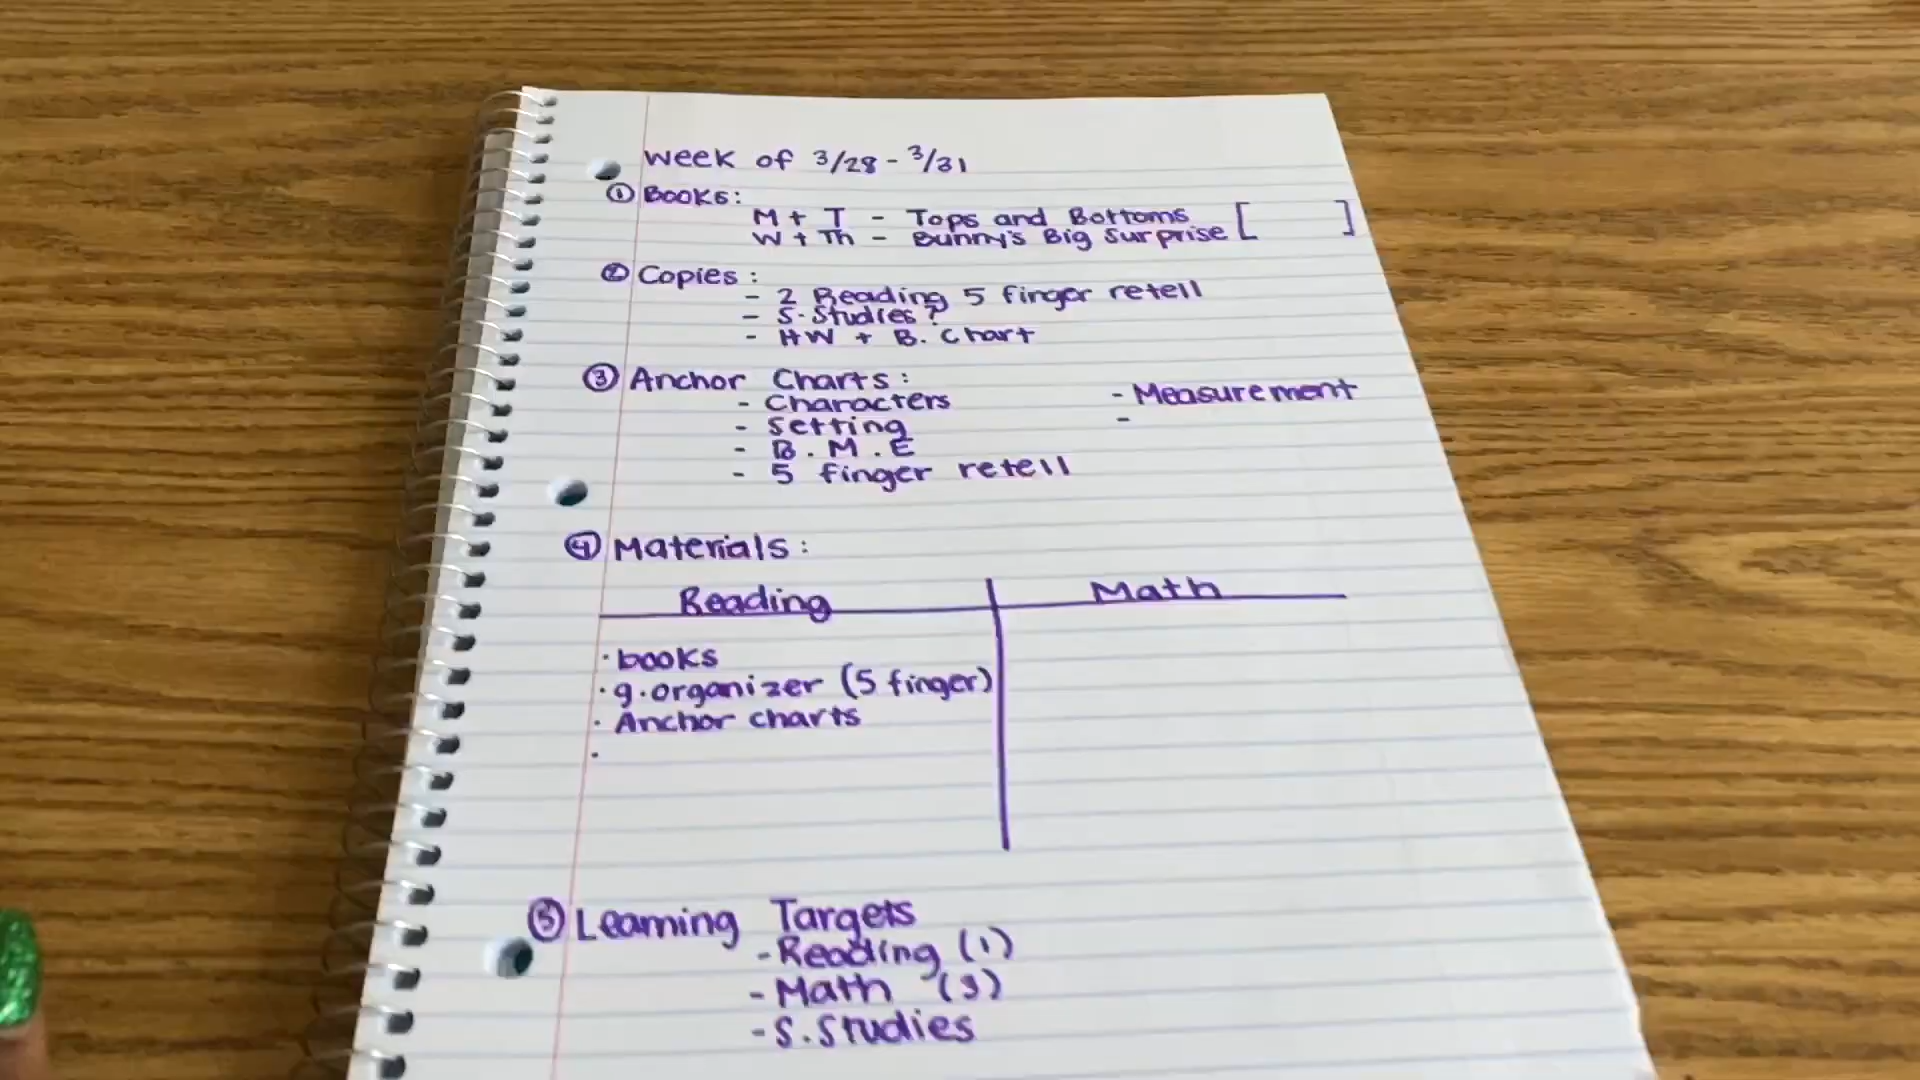 Week of 3/28 - 3/31
① Books:
M + T - Tops and Bottoms [ ]
W + Th - Bunny's Big Surprise
② Copies:
- 2 Reading 5 finger retell
- S. Studies?
- HW + B. Chart
③ Anchor Charts:
- Characters
- Setting
- B. M. E
- 5 finger retell
- Measurement
-
④ Materials:
Reading
Math
· books
· g. organizer (5 finger)
· Anchor charts
·
⑤ Learning Targets
- Reading (1)
- Math (3)
- S. Studies